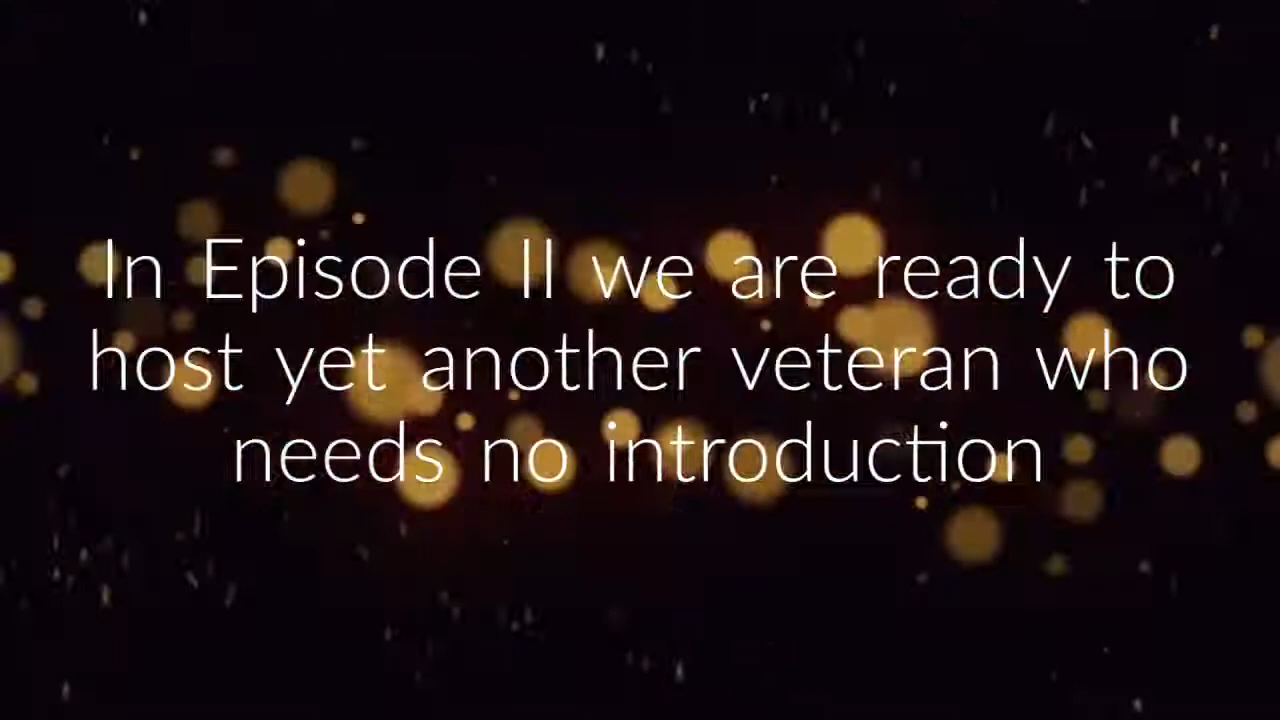 In Episode II we are ready to
host yet another veteran who
needs no introduction